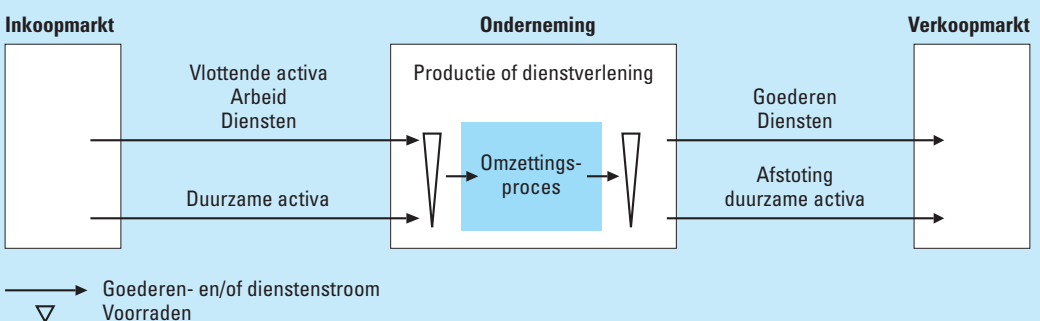 Inkoopmarkt
Onderneming
Verkoopmarkt
Vlottende activa
Arbeid
Diensten
Duurzame activa
Productie of dienstverlening
Omzettings-
proces
Goederen
Diensten
Afstoting
duurzame activa
Goederen- en/of dienstenstroom
Voorraden